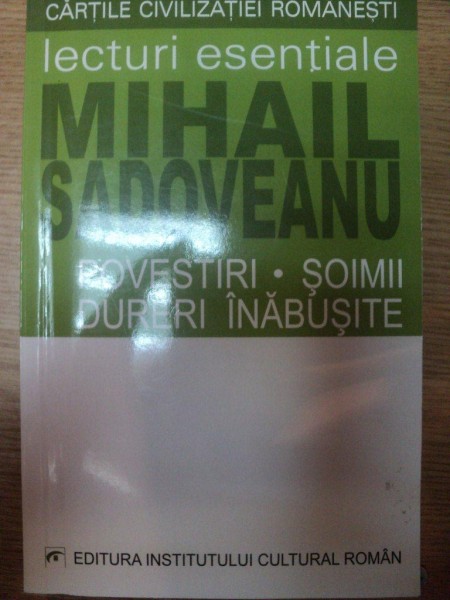 CĂRȚILE CIVILIZAȚIEI ROMÂNEȘTI
lecturi esențiale
MIHAIL
SADOVEANU
POVESTIRI • ȘOIMII
DURERI ÎNĂBUȘITE
EDITURA INSTITUTULUI CULTURAL ROMÂN